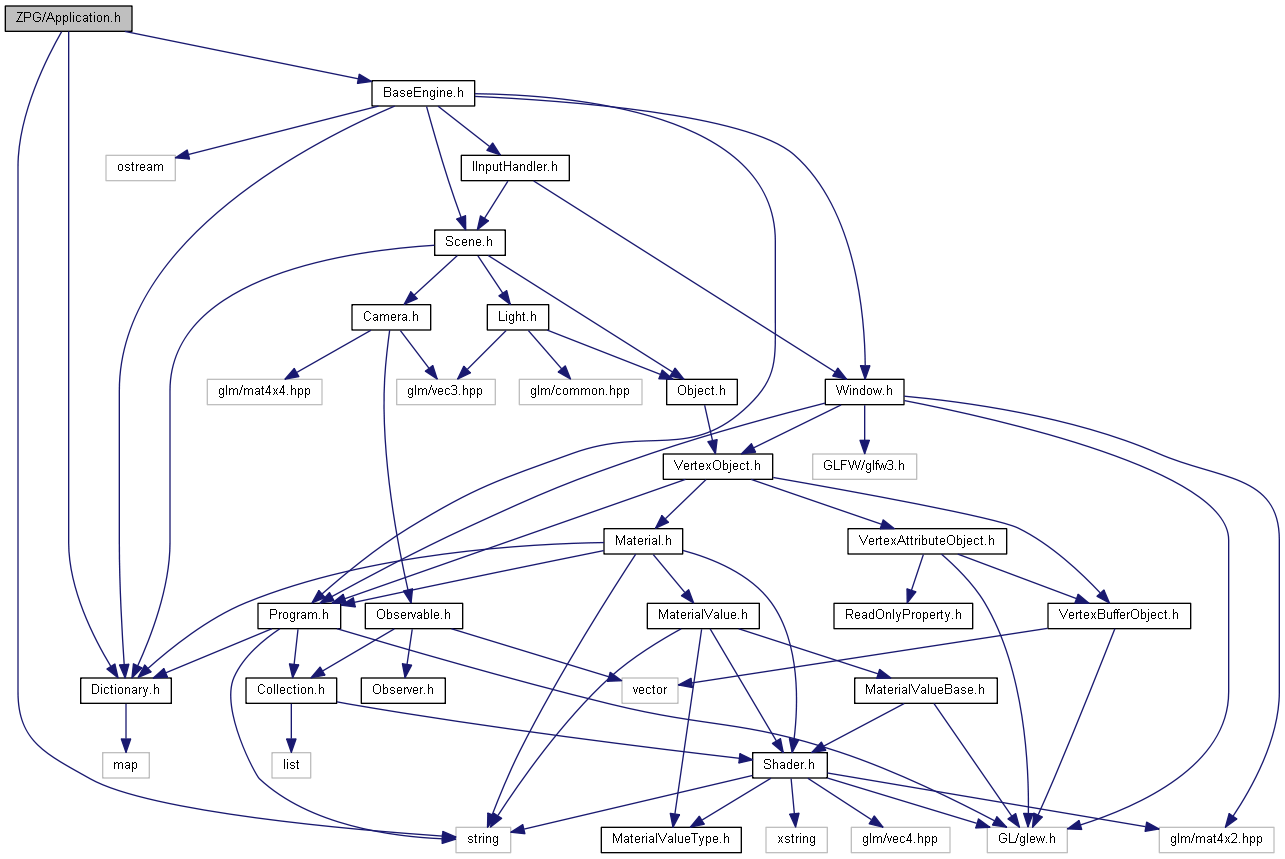 ZPG/Application.h
BaseEngine.h
ostream
IInputHandler.h
Scene.h
Camera.h
Light.h
glm/mat4x4.hpp
glm/vec3.hpp
glm/common.hpp
Object.h
Window.h
VertexObject.h
GLFW/glfw3.h
Material.h
VertexAttributeObject.h
Program.h
Observable.h
MaterialValue.h
ReadOnlyProperty.h
VertexBufferObject.h
Dictionary.h
Collection.h
Observer.h
vector
MaterialValueBase.h
map
list
Shader.h
string
MaterialValueType.h
xstring
glm/vec4.hpp
GL/glew.h
glm/mat4x2.hpp